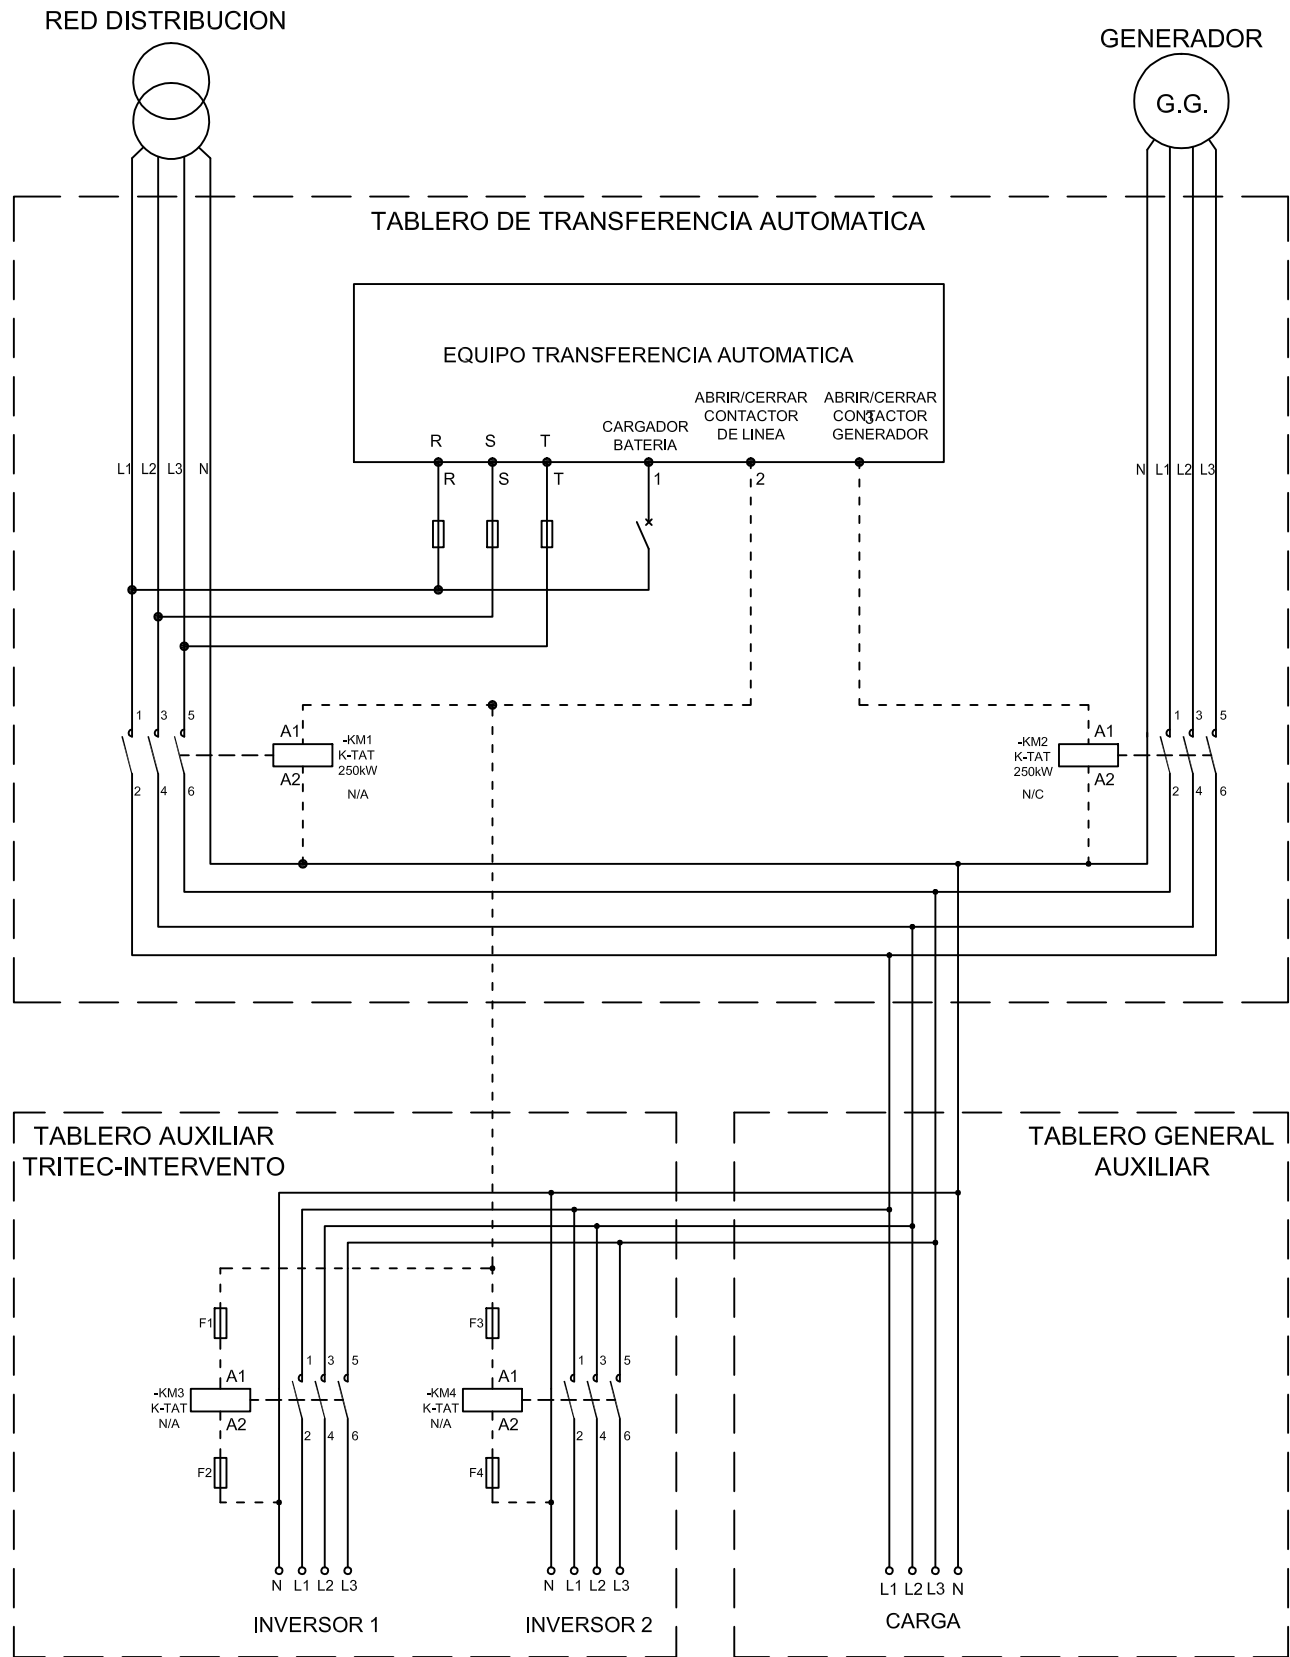 RED DISTRIBUCION
GENERADOR
G.G.
TABLERO DE TRANSFERENCIA AUTOMATICA
EQUIPO TRANSFERENCIA AUTOMATICA
R
S
T
CARGADOR
BATERIA
ABRIR/CERRAR
CONTACTOR
DE LINEA
ABRIR/CERRAR
CONTACTOR
GENERADOR
3
R
S
T
1
2
L1
L2
L3
N
N
L1
L2
L3
1
3
5
2
4
6
A1
A2
-KM1
K-TAT
250kW
N/A
-KM2
K-TAT
250kW
N/C
A1
A2
1
3
5
2
4
6
TABLERO AUXILIAR
TRITEC-INTERVENTO
TABLERO GENERAL
AUXILIAR
F1
A1
-KM3
K-TAT
N/A
A2
F2
1
3
5
2
4
6
F3
A1
-KM4
K-TAT
N/A
A2
F4
1
3
5
2
4
6
N L1 L2 L3
INVERSOR 1
N L1 L2 L3
INVERSOR 2
L1 L2 L3 N
CARGA